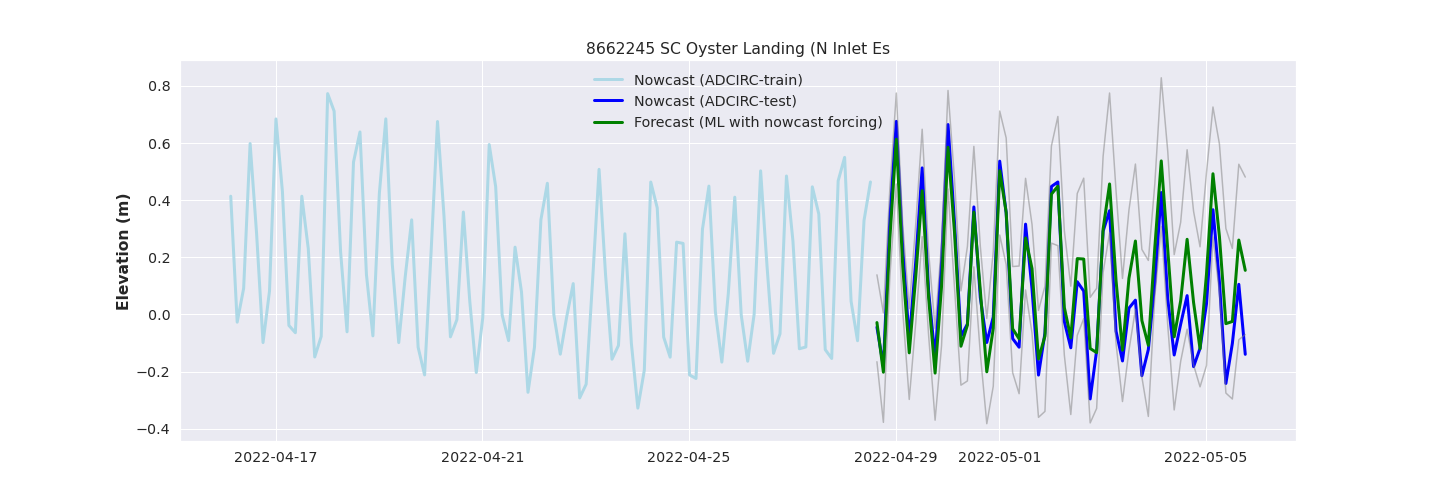 8662245 SC Oyster Landing (N Inlet Es
Nowcast (ADCIRC-train)
Nowcast (ADCIRC-test)
Forecast (ML with nowcast forcing)
Elevation (m)
0.8
0.6
0.4
0.2
0.0
−0.2
−0.4
2022-04-17
2022-04-21
2022-04-25
2022-04-29
2022-05-01
2022-05-05